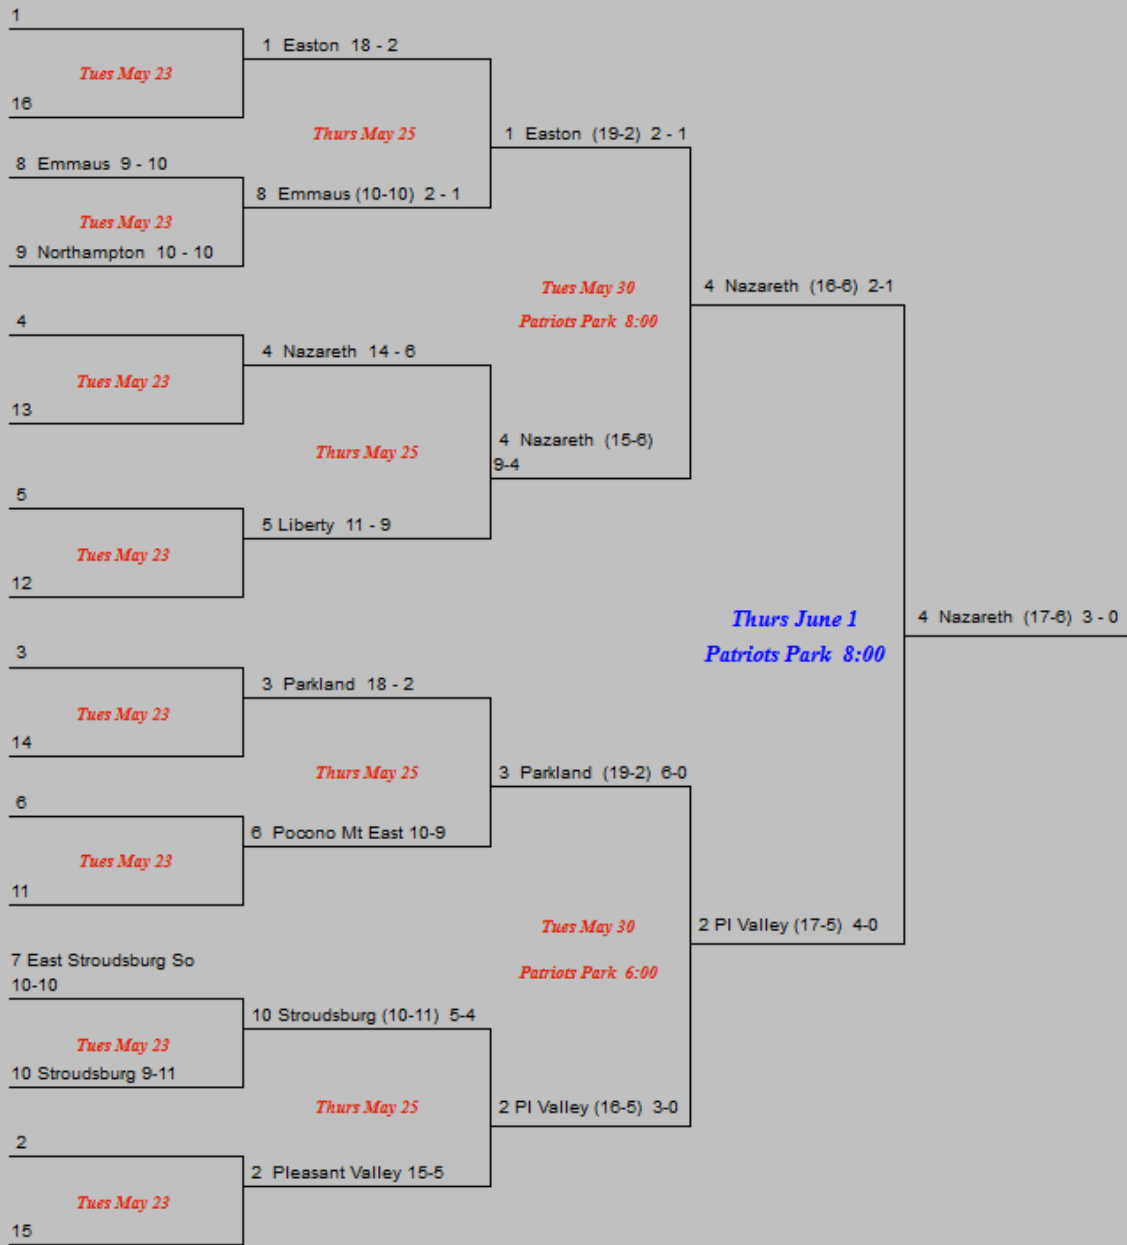 1
Tues May 23
16
1 Easton 18 - 2
8 Emmaus 9 - 10
Tues May 23
9 Northampton 10 - 10
Thurs May 25
8 Emmaus (10-10) 2 - 1
1 Easton (19-2) 2 - 1
4
Tues May 23
13
4 Nazareth 14 - 6
5
Tues May 23
12
Thurs May 25
5 Liberty 11 - 9
4 Nazareth (15-6)
9-4
Tues May 30
Patriots Park 8:00
4 Nazareth (16-6) 2-1
3
Tues May 23
14
3 Parkland 18 - 2
6
Tues May 23
11
Thurs May 25
6 Pocono Mt East 10-9
3 Parkland (19-2) 6-0
7 East Stroudsburg So
10-10
Tues May 23
10 Stroudsburg 9-11
10 Stroudsburg (10-11) 5-4
2
Tues May 23
15
Thurs May 25
2 Pleasant Valley 15-5
2 Pl Valley (16-5) 3-0
Tues May 30
Patriots Park 6:00
2 Pl Valley (17-5) 4-0
Thurs June 1
Patriots Park 8:00
4 Nazareth (17-6) 3 - 0